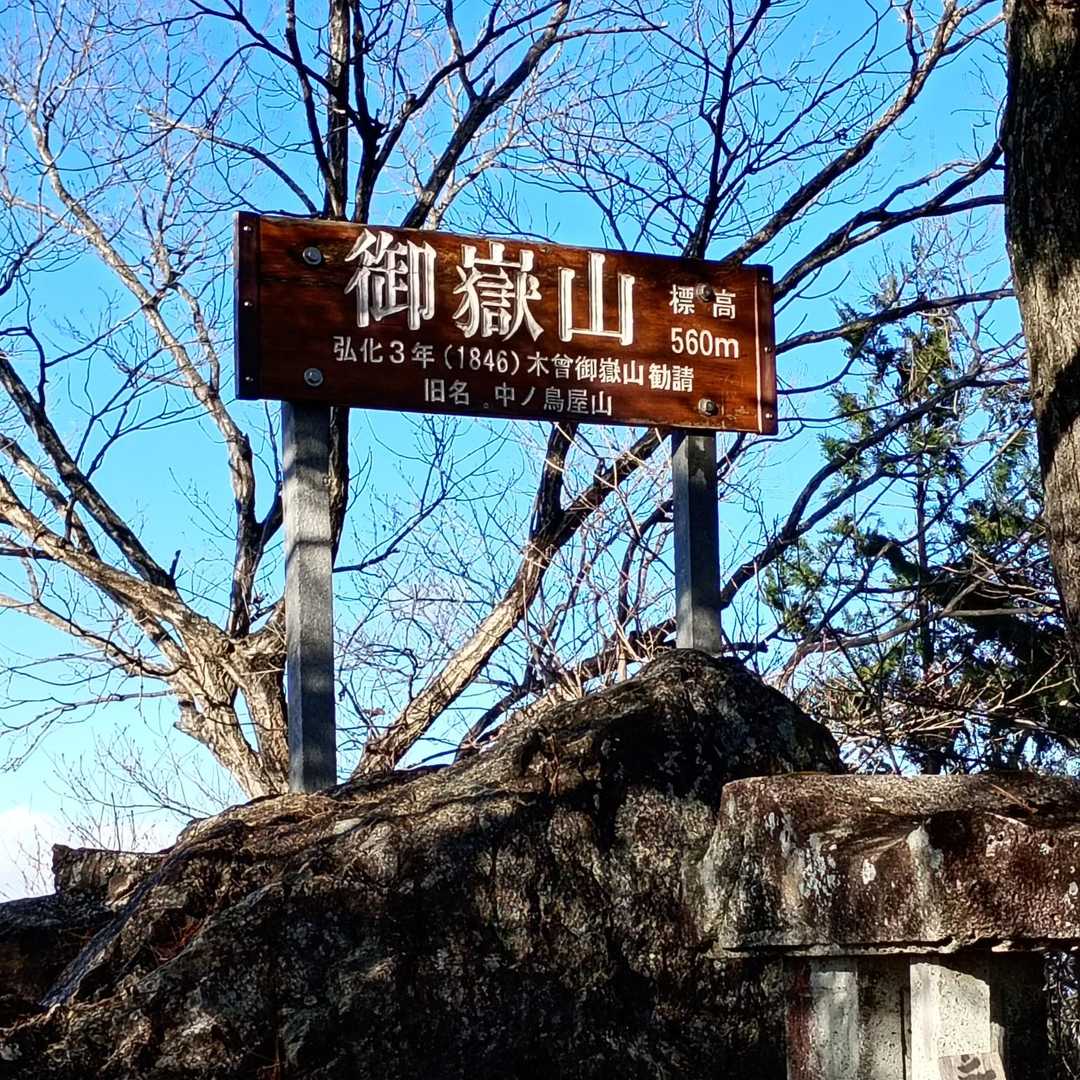 御嶽山 標高
560m
弘化3年(1846)木曾御嶽山勧請
旧名 中ノ鳥屋山